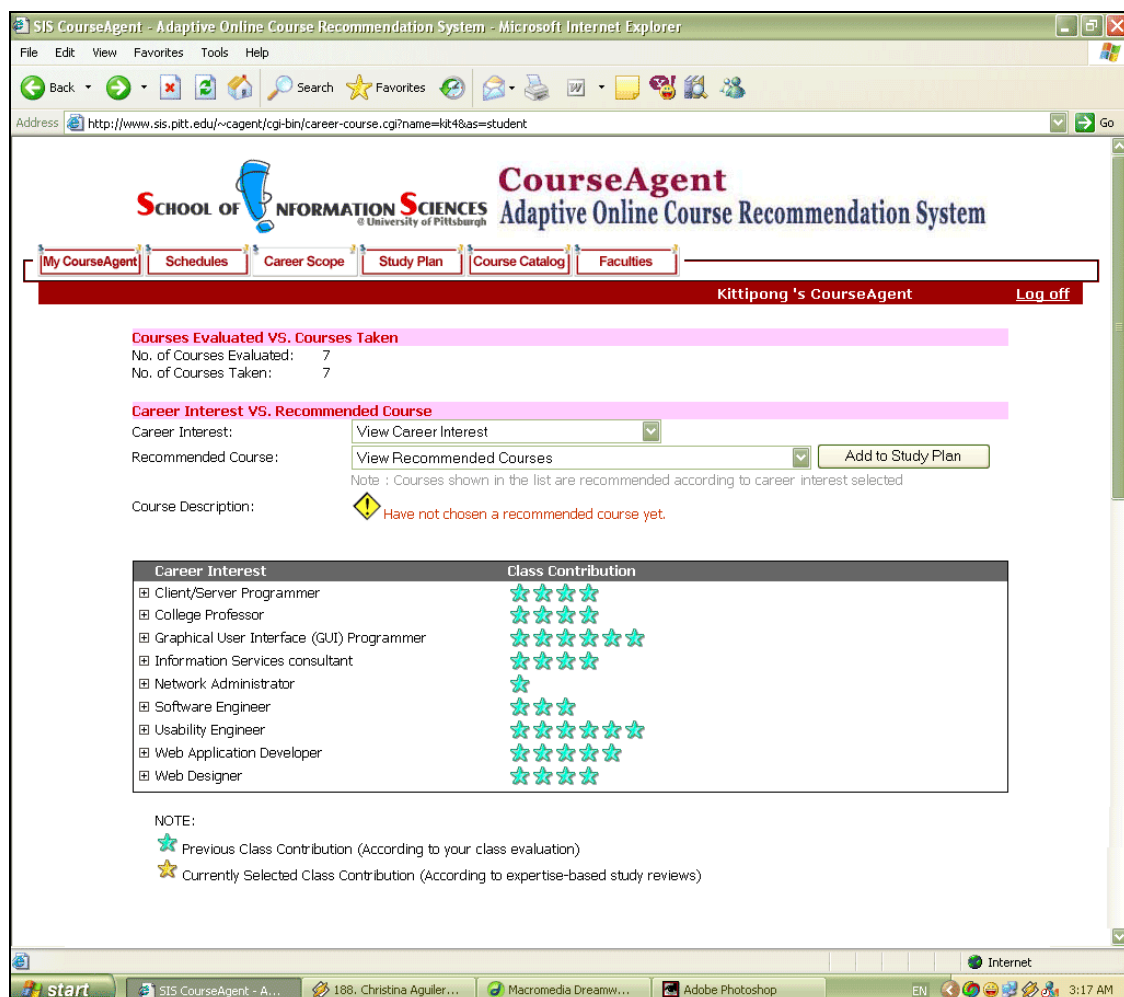 SIS CourseAgent - Adaptive Online Course Recommendation System - Microsoft Internet Explorer
File Edit View Favorites Tools Help
Back Search Favorites
Address http://www.sis.pitt.edu/~cagent/cgi-bin/career-course.cgi?name=kit4&as=student Go
SCHOOL OF INFORMATION SCIENCES
@ University of Pittsburgh
CourseAgent
Adaptive Online Course Recommendation System
My CourseAgent Schedules Career Scope Study Plan Course Catalog Faculties
Kittipong 's CourseAgent Log off
Courses Evaluated VS. Courses Taken
No. of Courses Evaluated: 7
No. of Courses Taken: 7
Career Interest VS. Recommended Course
Career Interest: View Career Interest
Recommended Course: View Recommended Courses Add to Study Plan
Note : Courses shown in the list are recommended according to career interest selected
Course Description: Have not chosen a recommended course yet.
Career Interest Class Contribution
Client/Server Programmer
College Professor
Graphical User Interface (GUI) Programmer
Information Services consultant
Network Administrator
Software Engineer
Usability Engineer
Web Application Developer
Web Designer
NOTE:
Previous Class Contribution (According to your class evaluation)
Currently Selected Class Contribution (According to expertise-based study reviews)
Internet
start SIS CourseAgent - A... 188. Christina Aguiler... Macromedia Dreamw... Adobe Photoshop EN 3:17 AM